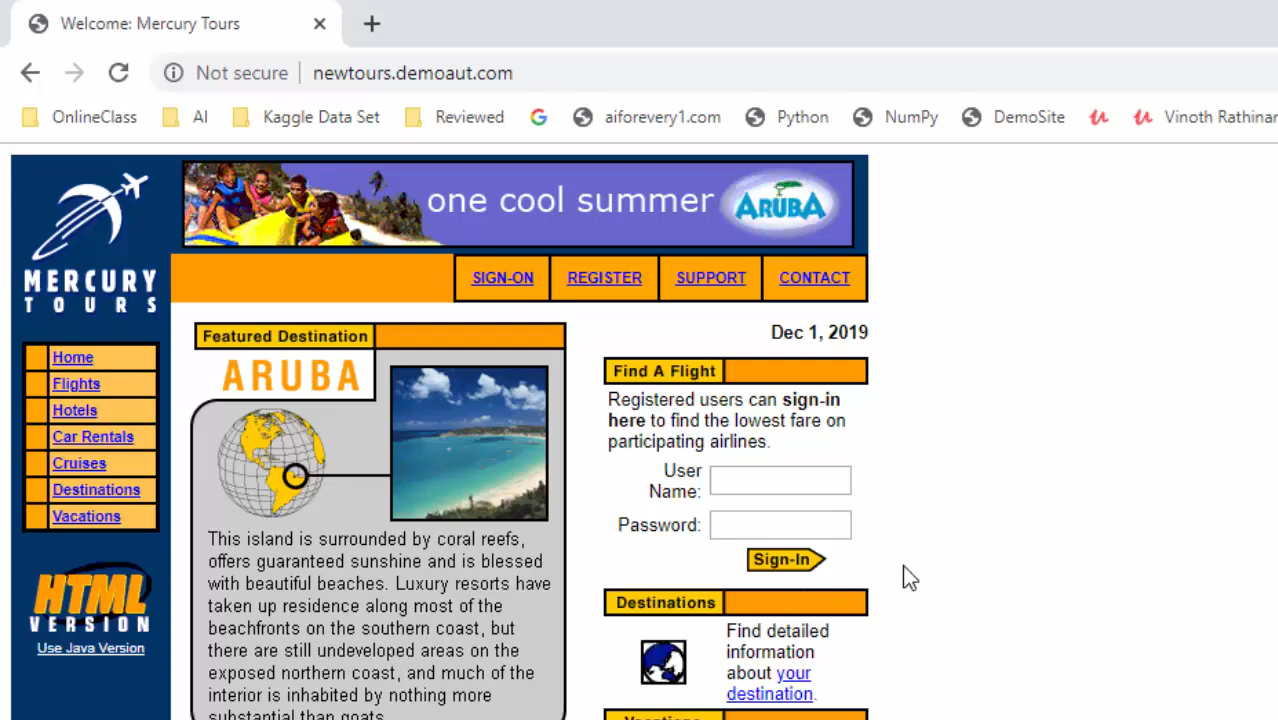 Welcome: Mercury Tours
Not secure newtours.demoaut.com
OnlineClass AI Kaggle Data Set Reviewed aiforevery1.com Python NumPy DemoSite Vinoth Rathinar
one cool summer ARUBA
MERCURY
TOURS
SIGN-ON REGISTER SUPPORT CONTACT
Home
Flights
Hotels
Car Rentals
Cruises
Destinations
Vacations
HTML
VERSION
Use Java Version
Featured Destination
ARUBA
This island is surrounded by coral reefs,
offers guaranteed sunshine and is blessed
with beautiful beaches. Luxury resorts have
taken up residence along most of the
beachfronts on the southern coast, but
there are still undeveloped areas on the
exposed northern coast, and much of the
interior is inhabited by nothing more
substantial than goats.
Dec 1, 2019
Find A Flight
Registered users can sign-in
here to find the lowest fare on
participating airlines.
User
Name:
Password:
Sign-In
Destinations
Find detailed
information
about your
destination.
Vacations